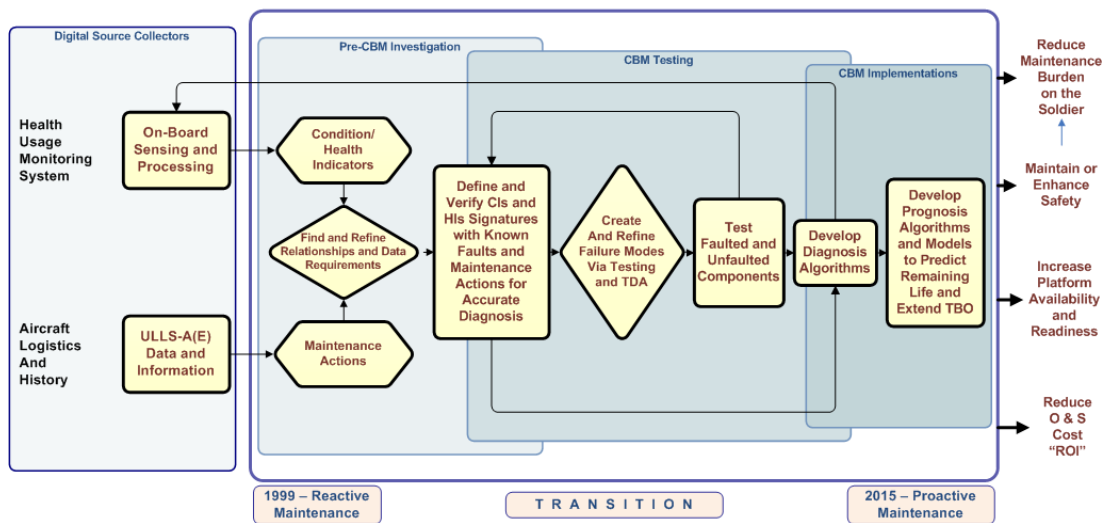 Digital Source Collectors
Health
Usage
Monitoring
System
On-Board
Sensing and
Processing
Aircraft
Logistics
And
History
ULLS-A(E)
Data and
Information
Pre-CBM Investigation
Condition/
Health
Indicators
Find and Refine
Relationships and Data
Requirements
Maintenance
Actions
CBM Testing
Define and
Verify CIs and
HIs Signatures
with Known
Faults and
Maintenance
Actions for
Accurate
Diagnosis
Create
And Refine
Failure Modes
Via Testing
and TDA
Test
Faulted and
Unfaulted
Components
CBM Implementations
Develop
Diagnosis
Algorithms
Develop
Prognosis
Algorithms
and Models
to Predict
Remaining
Life and
Extend TBO
Reduce
Maintenance
Burden
on the
Soldier
Maintain or
Enhance
Safety
Increase
Platform
Availability
and
Readiness
Reduce
O & S
Cost
“ROI”
1999 – Reactive
Maintenance
T R A N S I T I O N
2015 – Proactive
Maintenance